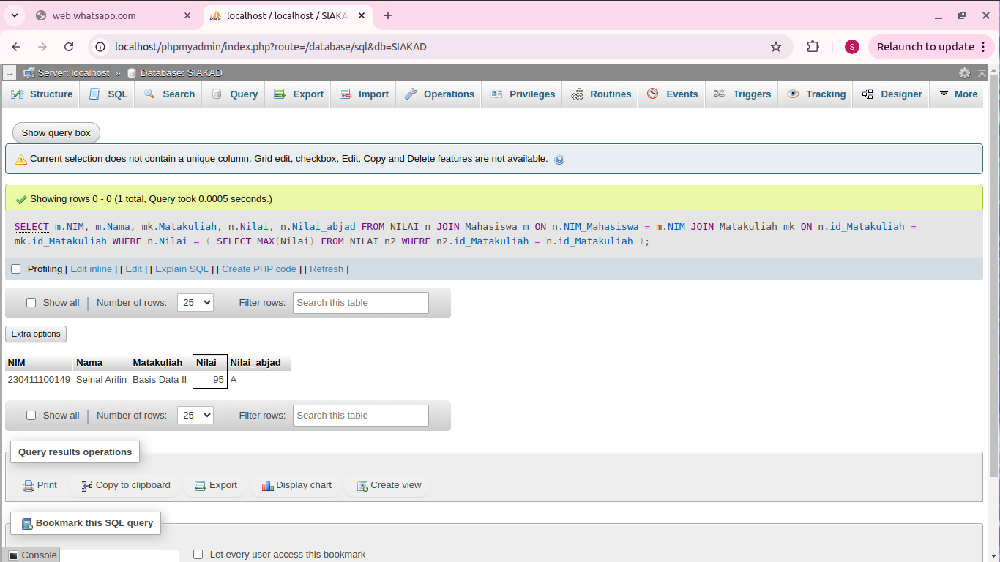 web.whatsapp.com
localhost / localhost / SIAKA
localhost/phpmyadmin/index.php?route=/database/sql&db=SIAKAD
S
Relaunch to update
Server: localhost » Database: SIAKAD
Structure SQL Search Query Export Import Operations Privileges Routines Events Triggers Tracking Designer More
Show query box
Current selection does not contain a unique column. Grid edit, checkbox, Edit, Copy and Delete features are not available.
Showing rows 0 - 0 (1 total, Query took 0.0005 seconds.)
SELECT m.NIM, m.Nama, mk.Matakuliah, n.Nilai, n.Nilai_abjad FROM NILAI n JOIN Mahasiswa m ON n.NIM_Mahasiswa = m.NIM JOIN Matakuliah mk ON n.id_Matakuliah =
mk.id_Matakuliah WHERE n.Nilai = ( SELECT MAX(Nilai) FROM NILAI n2 WHERE n2.id_Matakuliah = n.id_Matakuliah );
Profiling [ Edit inline ] [ Edit ] [ Explain SQL ] [ Create PHP code ] [ Refresh ]
Show all Number of rows: 25 Filter rows: Search this table
Extra options
NIM Nama Matakuliah Nilai Nilai_abjad
230411100149 Seinal Arifin Basis Data II 95 A
Show all Number of rows: 25 Filter rows: Search this table
Query results operations
Print Copy to clipboard Export Display chart Create view
Bookmark this SQL query
Console
Let every user access this bookmark